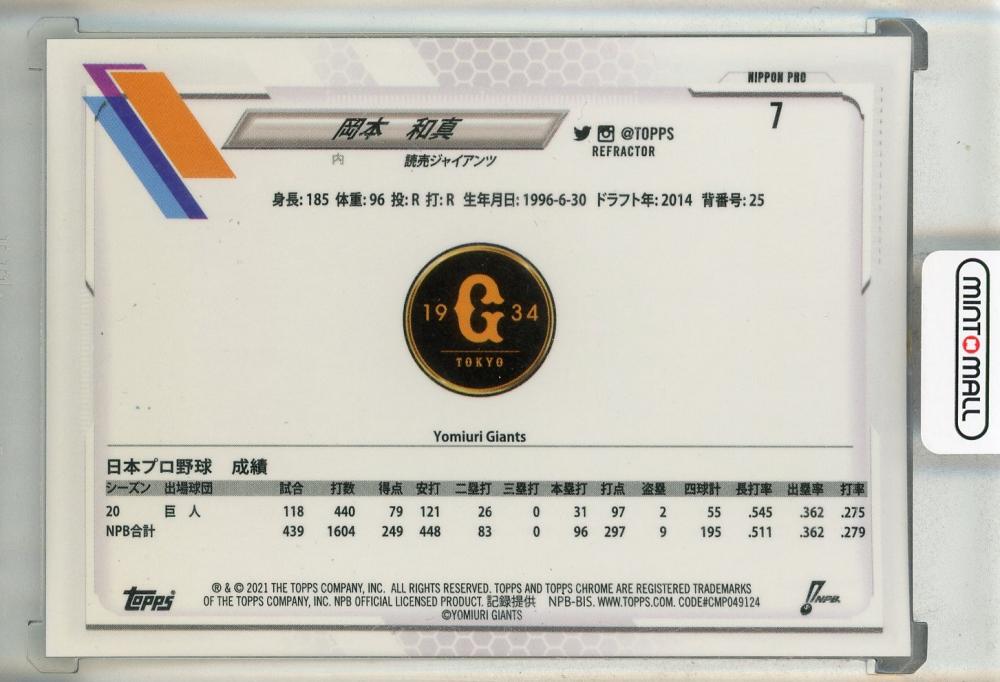 NIPPON PRO
7
岡本 和真
@TOPPS
REFRACTOR
内 読売ジャイアンツ
身長: 185 体重: 96 投: R 打: R 生年月日: 1996-6-30 ドラフト年: 2014 背番号: 25
19 G 34
TOKYO
MINT MALL
Yomiuri Giants
日本プロ野球 成績
シーズン 出場球団 試合 打数 得点 安打 二塁打 三塁打 本塁打 打点 盗塁 四球計 長打率 出塁率 打率
20 巨人 118 440 79 121 26 0 31 97 2 55 .545 .362 .275
NPB合計 439 1604 249 448 83 0 96 297 9 195 .511 .362 .279
topps
® & © 2021 THE TOPPS COMPANY, INC. ALL RIGHTS RESERVED. TOPPS AND TOPPS CHROME ARE REGISTERED TRADEMARKS
OF THE TOPPS COMPANY, INC. NPB OFFICIAL LICENSED PRODUCT. 記録提供 NPB-BIS. WWW.TOPPS.COM. CODE#CMP049124
©YOMIURI GIANTS
NPB.